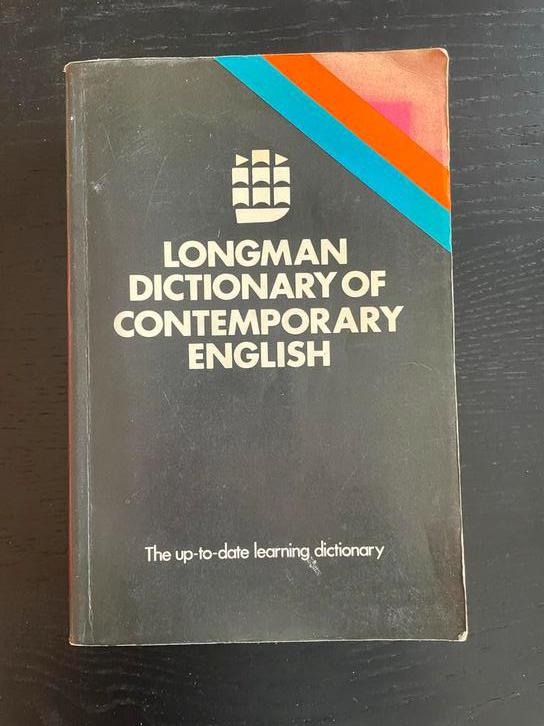 LONGMAN
DICTIONARY OF
CONTEMPORARY
ENGLISH
The up-to-date learning dictionary